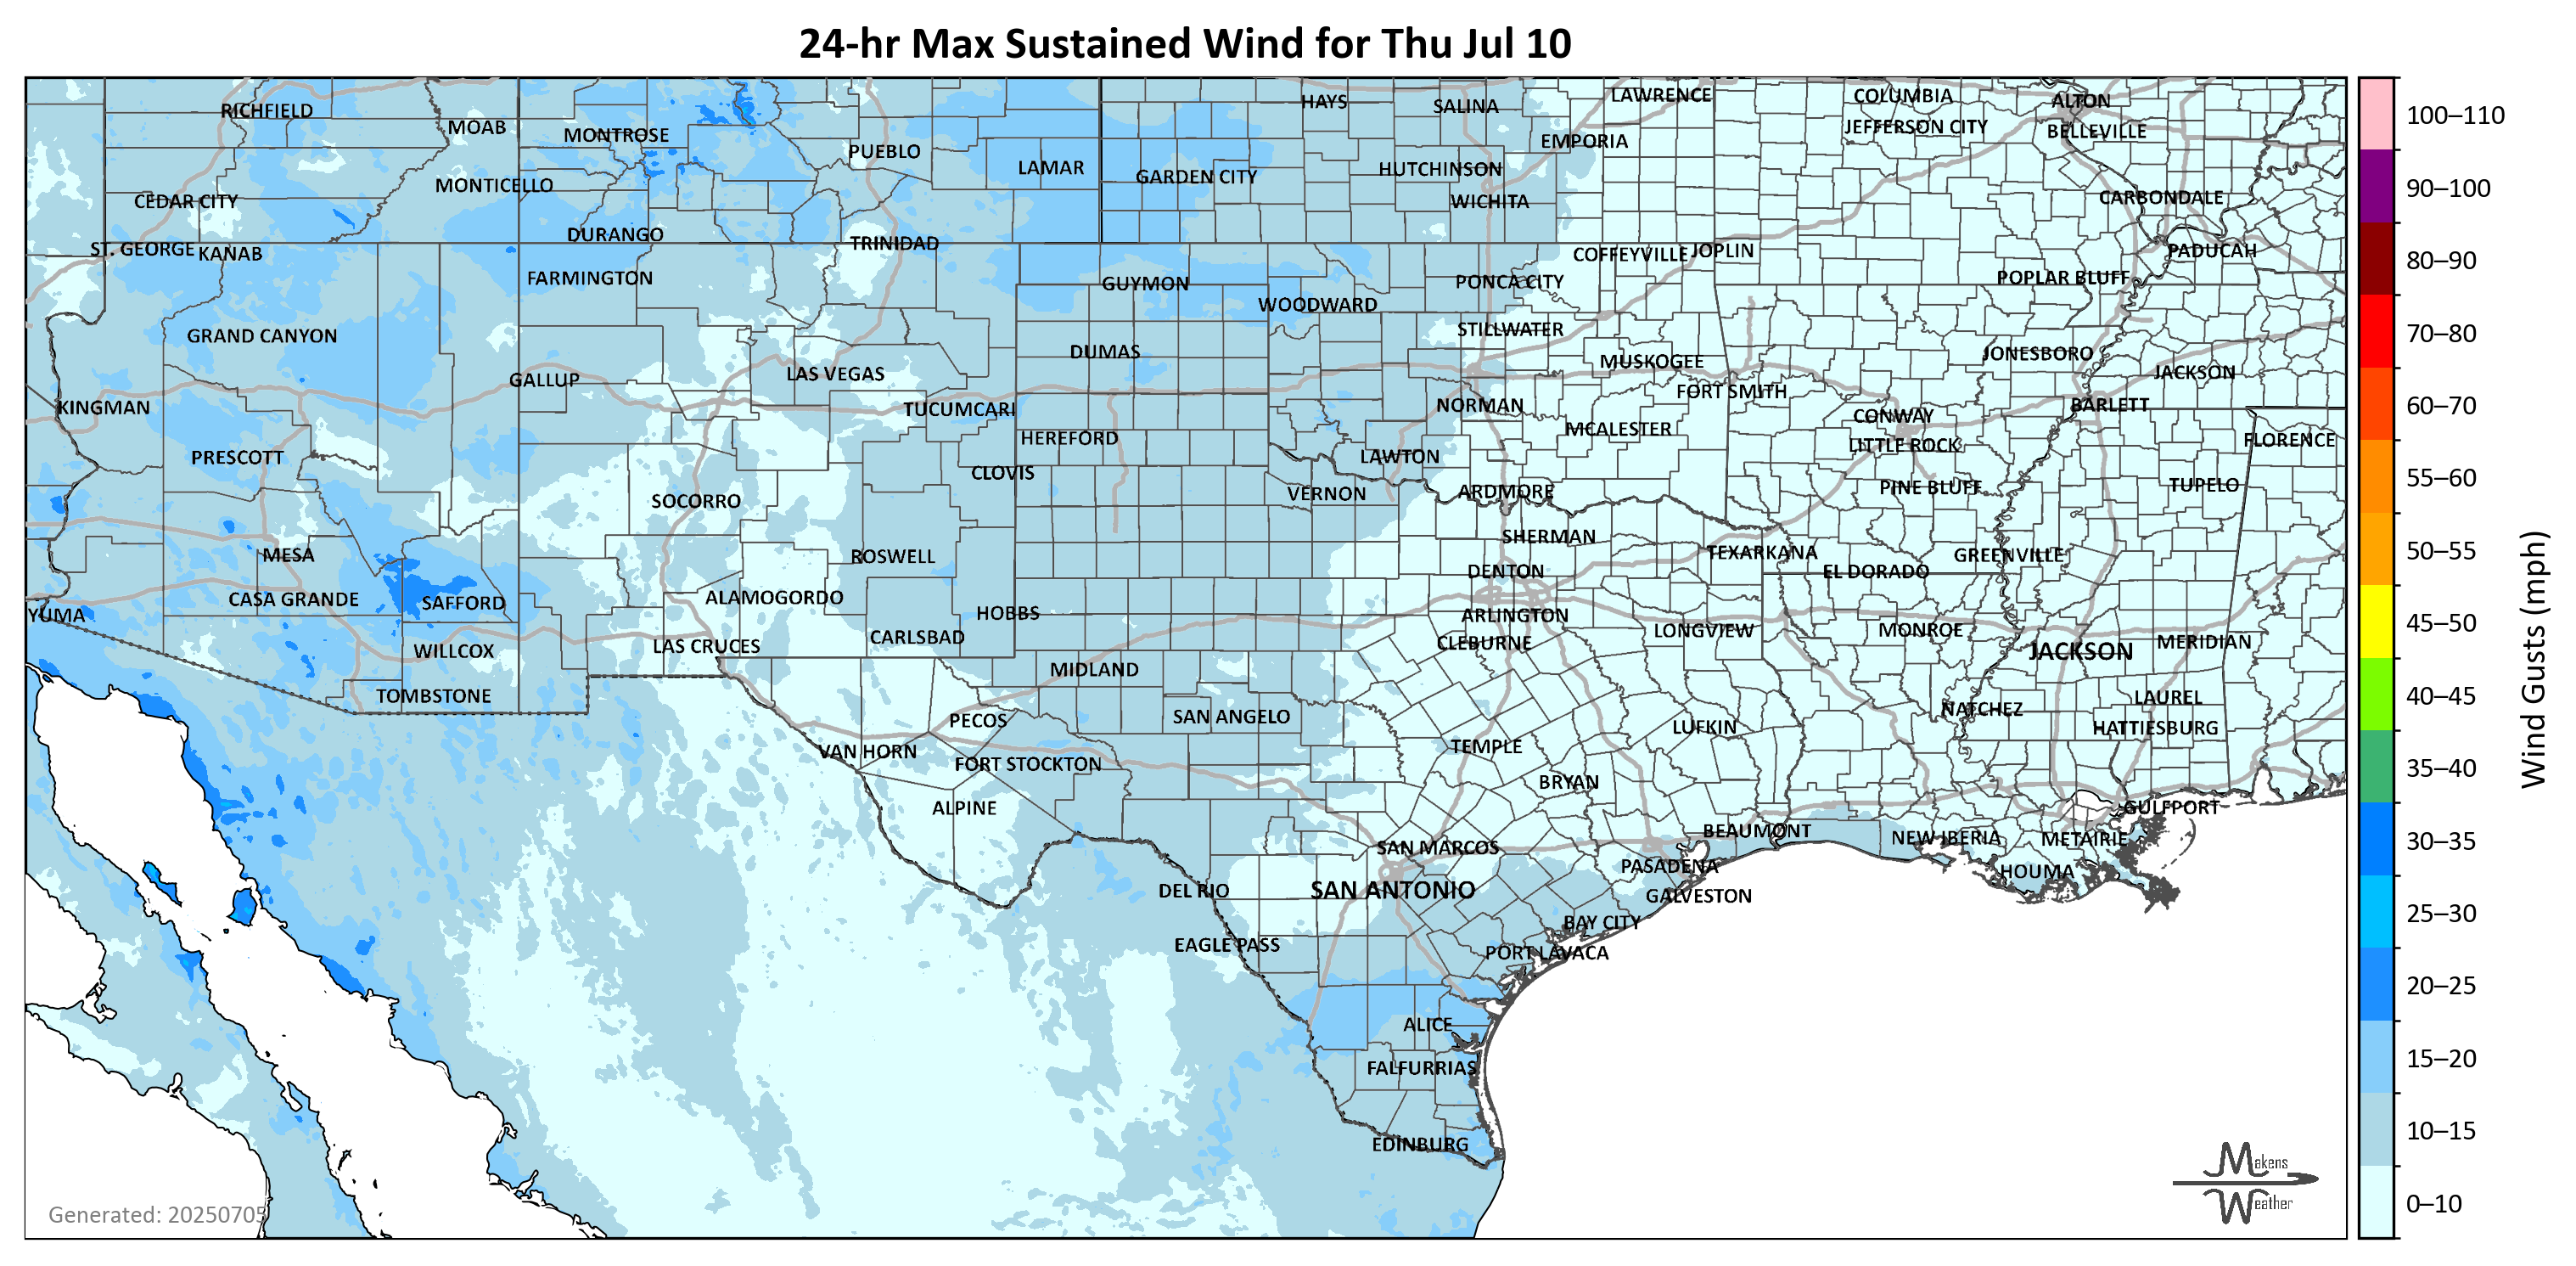 24-hr Max Sustained Wind for Thu Jul 10
RICHFIELD
MOAB
MONTROSE
PUEBLO
LAMAR
GARDEN CITY
HAYS
SALINA
HUTCHINSON
WICHITA
EMPORIA
LAWRENCE
COLUMBIA
JEFFERSON CITY
ALTON
BELLEVILLE
CARBONDALE
PADUCAH
CEDAR CITY
MONTICELLO
DURANGO
TRINIDAD
ST. GEORGE
KANAB
FARMINGTON
GUYMON
WOODWARD
PONCA CITY
COFFEYVILLE
JOPLIN
POPLAR BLUFF
GRAND CANYON
DUMAS
STILLWATER
MUSKOGEE
JONESBORO
JACKSON
GALLUP
LAS VEGAS
FORT SMITH
KINGMAN
TUCUMCARI
NORMAN
CONWAY
BARLETT
HEREFORD
MCALESTER
LITTLE ROCK
FLORENCE
PRESCOTT
CLOVIS
LAWTON
SOCORRO
VERNON
ARDMORE
PINE BLUFF
TUPELO
MESA
ROSWELL
SHERMAN
TEXARKANA
GREENVILLE
DENTON
EL DORADO
CASA GRANDE
SAFFORD
ALAMOGORDO
HOBBS
ARLINGTON
YUMA
CARLSBAD
CLEBURNE
LONGVIEW
MONROE
JACKSON
MERIDIAN
WILLCOX
LAS CRUCES
MIDLAND
TOMBSTONE
PECOS
SAN ANGELO
LUFKIN
NATCHEZ
LAUREL
HATTIESBURG
VAN HORN
FORT STOCKTON
TEMPLE
BRYAN
ALPINE
GULFPORT
BEAUMONT
NEW IBERIA
METAIRIE
SAN MARCOS
PASADENA
HOUMA
DEL RIO
SAN ANTONIO
GALVESTON
BAY CITY
EAGLE PASS
PORT LAVACA
ALICE
FALFURRIAS
EDINBURG
Generated: 20250705
Makens
Weather
100–110
90–100
80–90
70–80
60–70
55–60
50–55
45–50
40–45
35–40
30–35
25–30
20–25
15–20
10–15
0–10
Wind Gusts (mph)